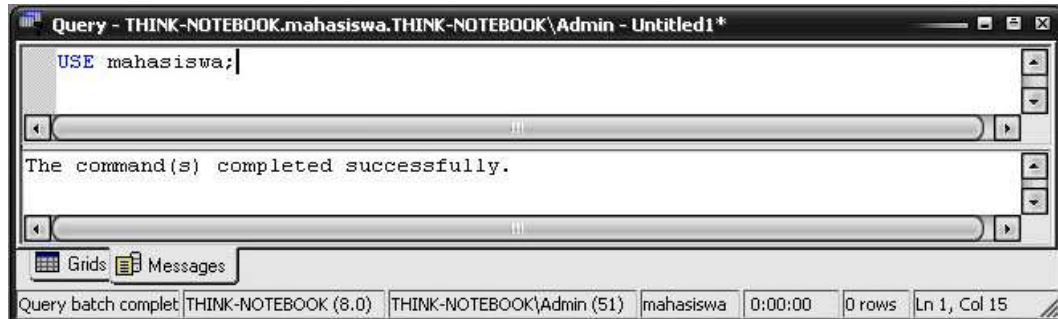 Query - THINK-NOTEBOOK.mahasiswa.THINK-NOTEBOOK\Admin - Untitled1*
USE mahasiswa;
The command(s) completed successfully.
Grids Messages
Query batch complet THINK-NOTEBOOK (8.0) THINK-NOTEBOOK\Admin (51) mahasiswa 0:00:00 0 rows Ln 1, Col 15